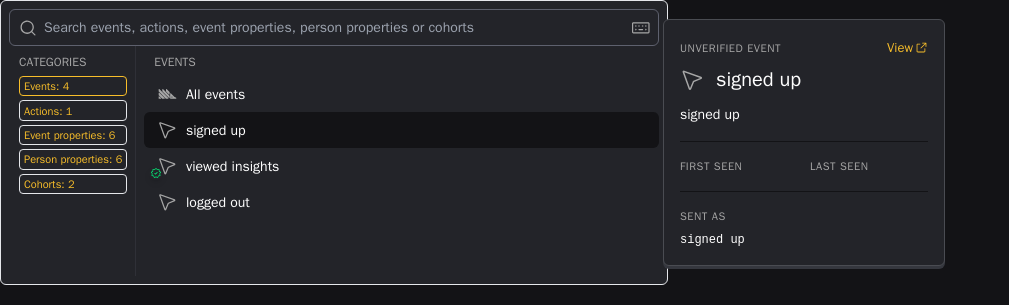 Search events, actions, event properties, person properties or cohorts
CATEGORIES
Events: 4
Actions: 1
Event properties: 6
Person properties: 6
Cohorts: 2
EVENTS
All events
signed up
viewed insights
logged out
UNVERIFIED EVENT
View
signed up
signed up
FIRST SEEN
LAST SEEN
SENT AS
signed up